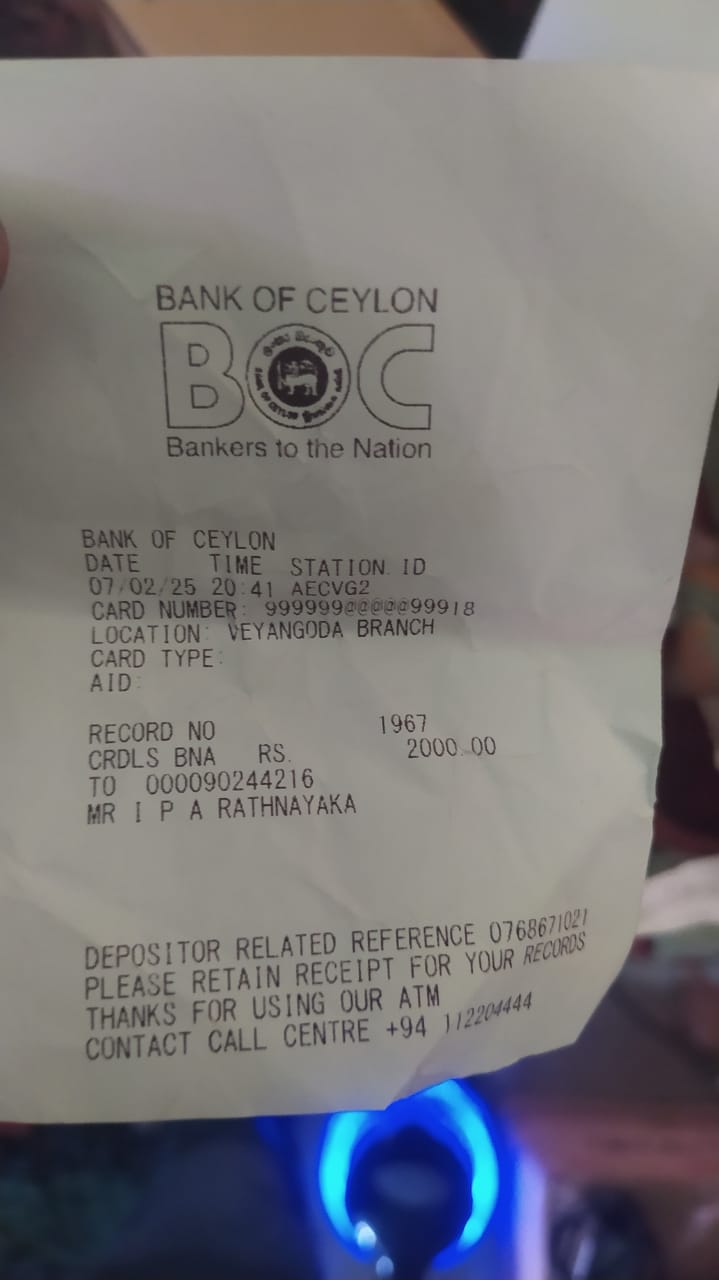 BANK OF CEYLON
BOC
Bankers to the Nation
BANK OF CEYLON
DATE TIME STATION ID
07/02/25 20:41 AECVG2
CARD NUMBER: 999999@@@@@99918
LOCATION: VEYANGODA BRANCH
CARD TYPE:
AID:
RECORD NO 1967
CRDLS BNA RS. 2000.00
TO 000090244216
MR I P A RATHNAYAKA
DEPOSITOR RELATED REFERENCE 0768671021
PLEASE RETAIN RECEIPT FOR YOUR RECORDS
THANKS FOR USING OUR ATM
CONTACT CALL CENTRE +94 112204444